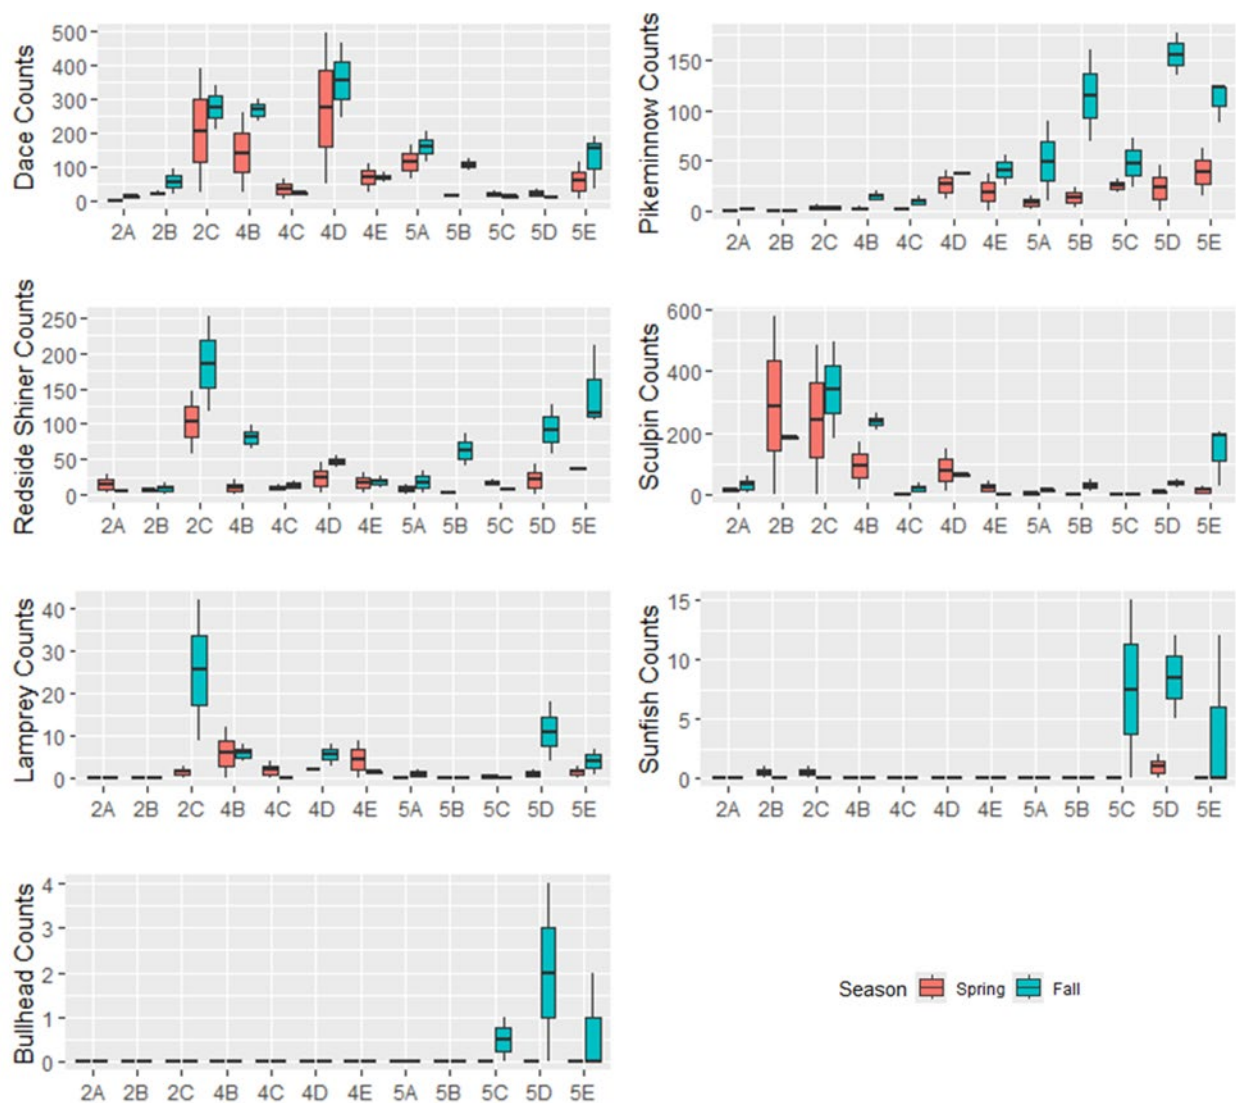 Dace Counts
500
400
300
200
100
0
2A 2B 2C 4B 4C 4D 4E 5A 5B 5C 5D 5E
Pikeminnow Counts
150
100
50
0
2A 2B 2C 4B 4C 4D 4E 5A 5B 5C 5D 5E
Redside Shiner Counts
250
200
150
100
50
0
2A 2B 2C 4B 4C 4D 4E 5A 5B 5C 5D 5E
Sculpin Counts
600
400
200
0
2A 2B 2C 4B 4C 4D 4E 5A 5B 5C 5D 5E
Lamprey Counts
40
30
20
10
0
2A 2B 2C 4B 4C 4D 4E 5A 5B 5C 5D 5E
Sunfish Counts
15
10
5
0
2A 2B 2C 4B 4C 4D 4E 5A 5B 5C 5D 5E
Bullhead Counts
4
3
2
1
0
2A 2B 2C 4B 4C 4D 4E 5A 5B 5C 5D 5E
Season Spring Fall